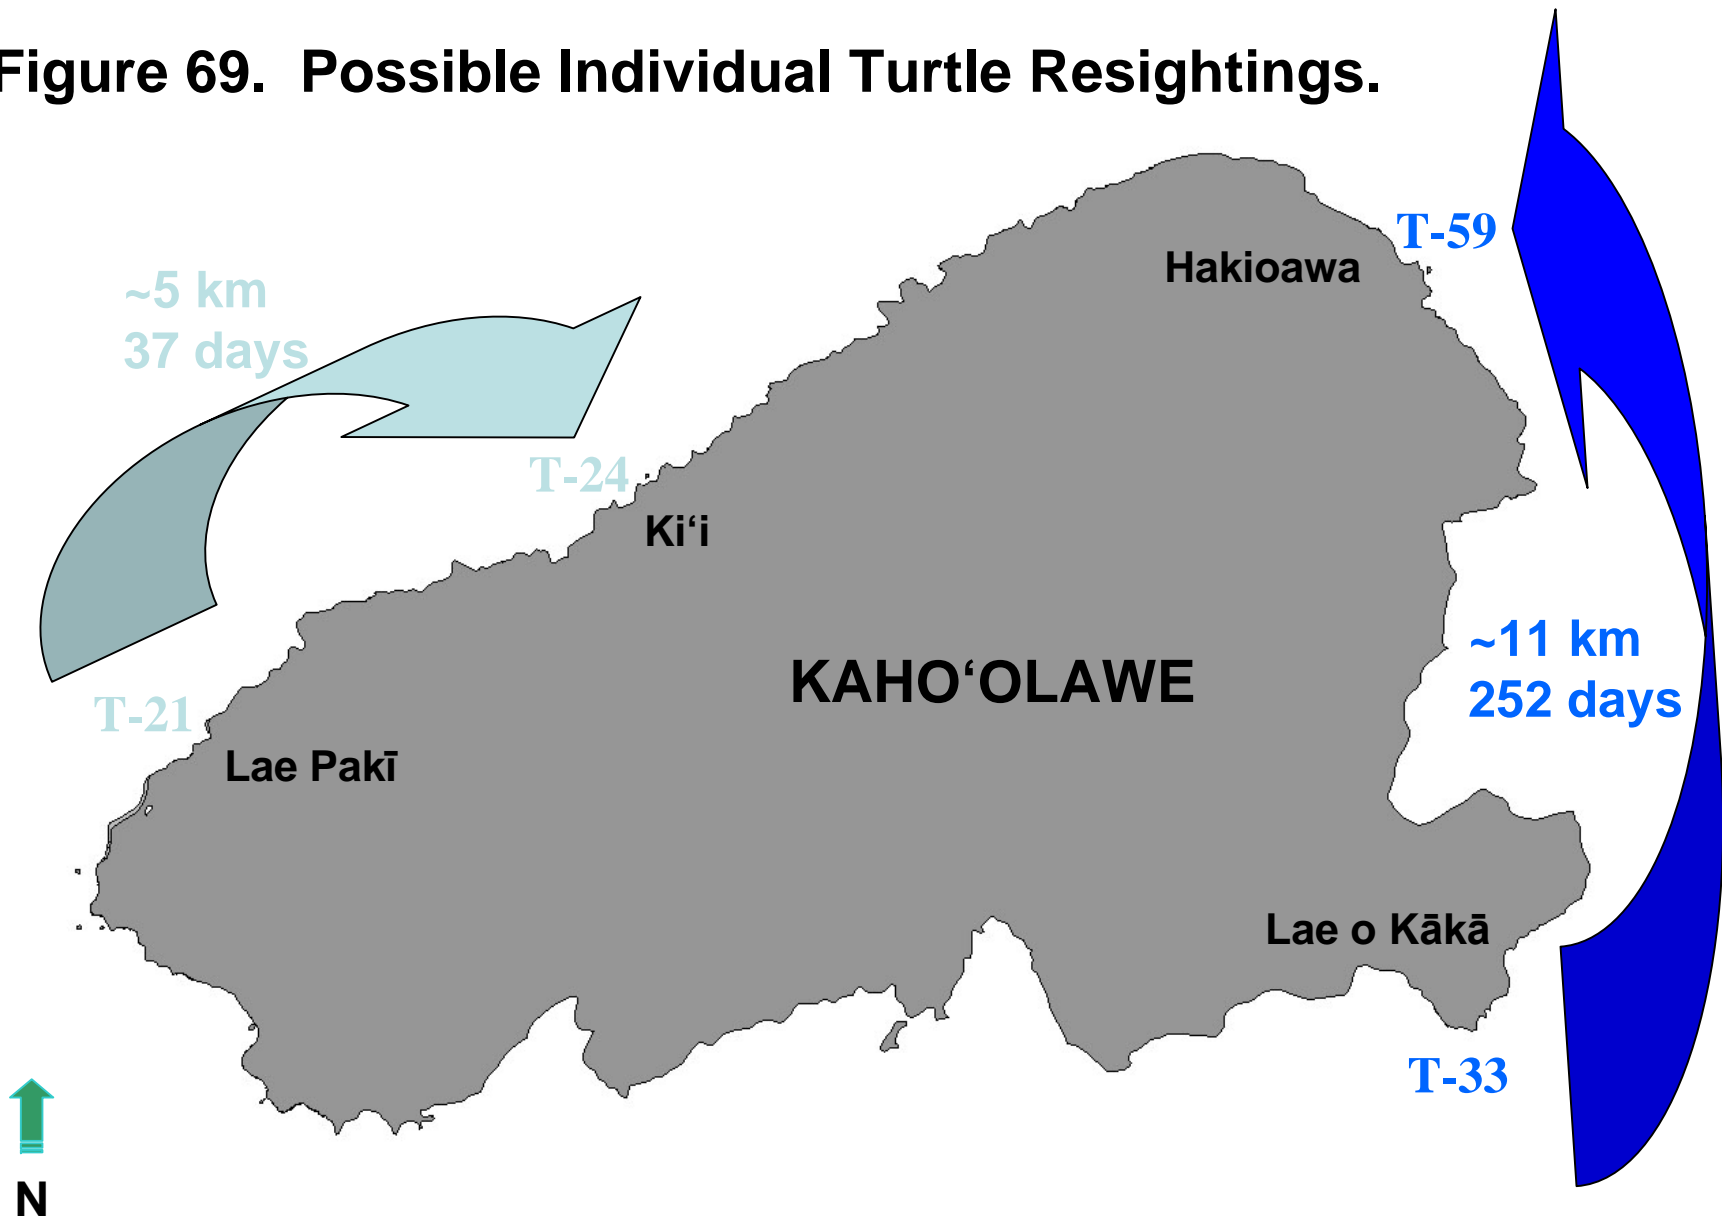 Figure 69.  Possible Individual Turtle Resightings.
T-59
Hakioawa
~5 km
37 days
T-24
Ki‘i
~11 km
252 days
KAHO‘OLAWE
T-21
Lae Pakī
Lae o Kākā
T-33
N